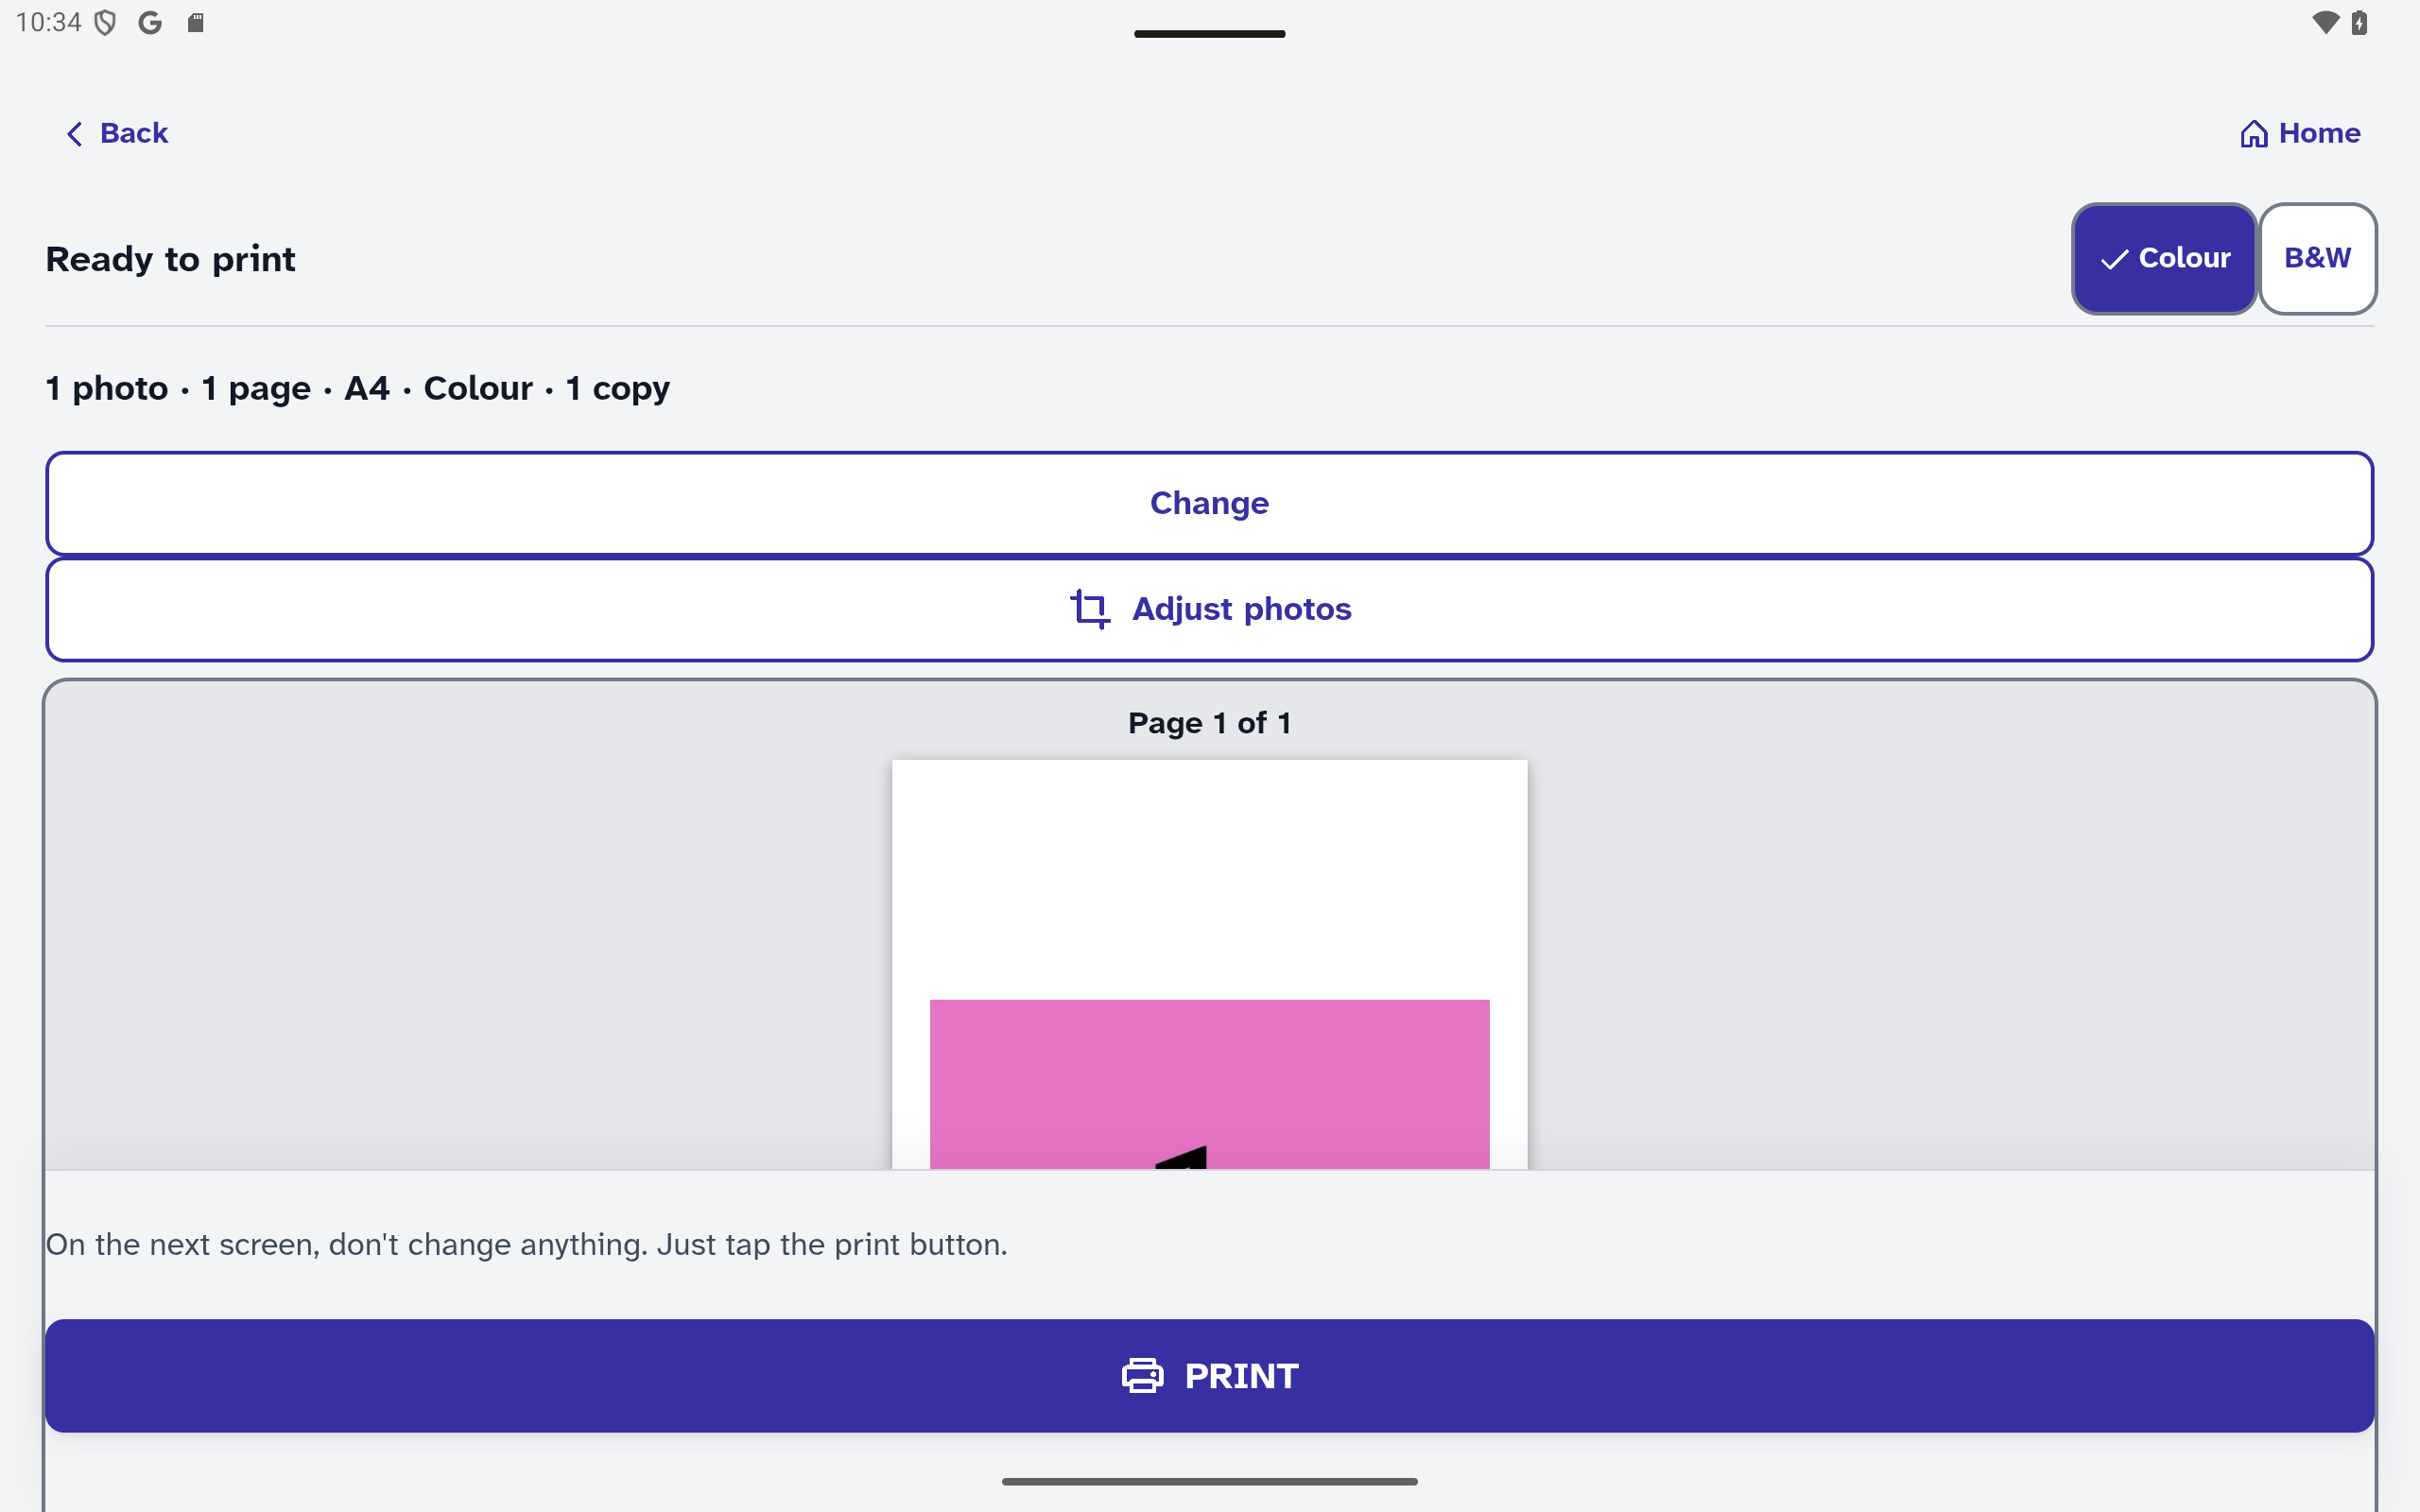 10:34
Back
Home
Ready to print
Colour
B&W
1 photo · 1 page · A4 · Colour · 1 copy
Change
Adjust photos
Page 1 of 1
On the next screen, don't change anything. Just tap the print button.
PRINT